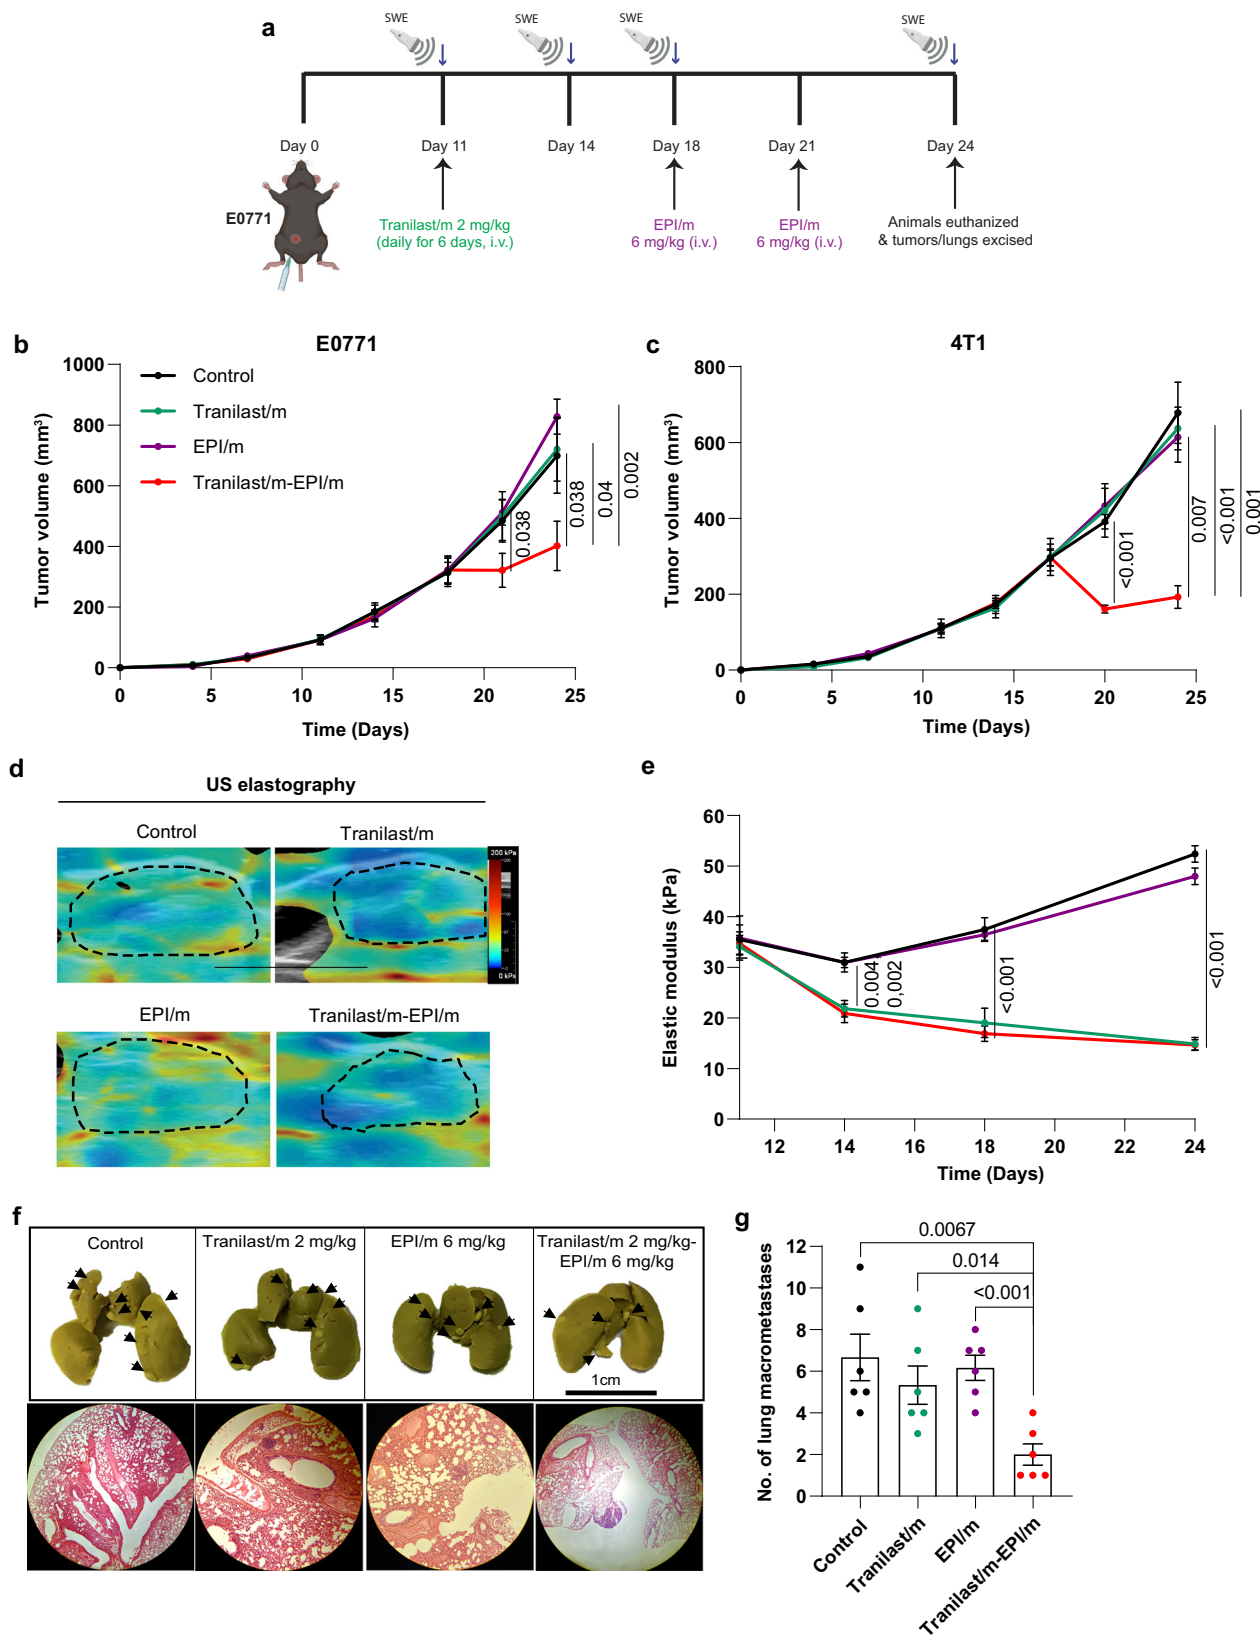 a
SWE
SWE
SWE
SWE
Day 0
Day 11
Day 14
Day 18
Day 21
Day 24
E0771
Tranilast/m 2 mg/kg
(daily for 6 days, i.v.)
EPI/m
6 mg/kg (i.v.)
EPI/m
6 mg/kg (i.v.)
Animals euthanized
& tumors/lungs excised
b
E0771
Tumor volume (mm³)
1000
800
600
400
200
0
0
5
10
15
20
25
Time (Days)
Control
Tranilast/m
EPI/m
Tranilast/m-EPI/m
0.038
0.038
0.04
0.002
c
4T1
Tumor volume (mm³)
800
600
400
200
0
0
5
10
15
20
25
Time (Days)
<0.001
0.007
<0.001
0.001
d
US elastography
Control
Tranilast/m
200 kPa
0 kPa
EPI/m
Tranilast/m-EPI/m
e
Elastic modulus (kPa)
60
50
40
30
20
10
0
12
14
16
18
20
22
24
Time (Days)
0.004
0,002
<0.001
<0.001
f
Control
Tranilast/m 2 mg/kg
EPI/m 6 mg/kg
Tranilast/m 2 mg/kg-
EPI/m 6 mg/kg
1cm
g
No. of lung macrometastases
12
10
8
6
4
2
0
0.0067
0.014
<0.001
Control
Tranilast/m
EPI/m
Tranilast/m-EPI/m